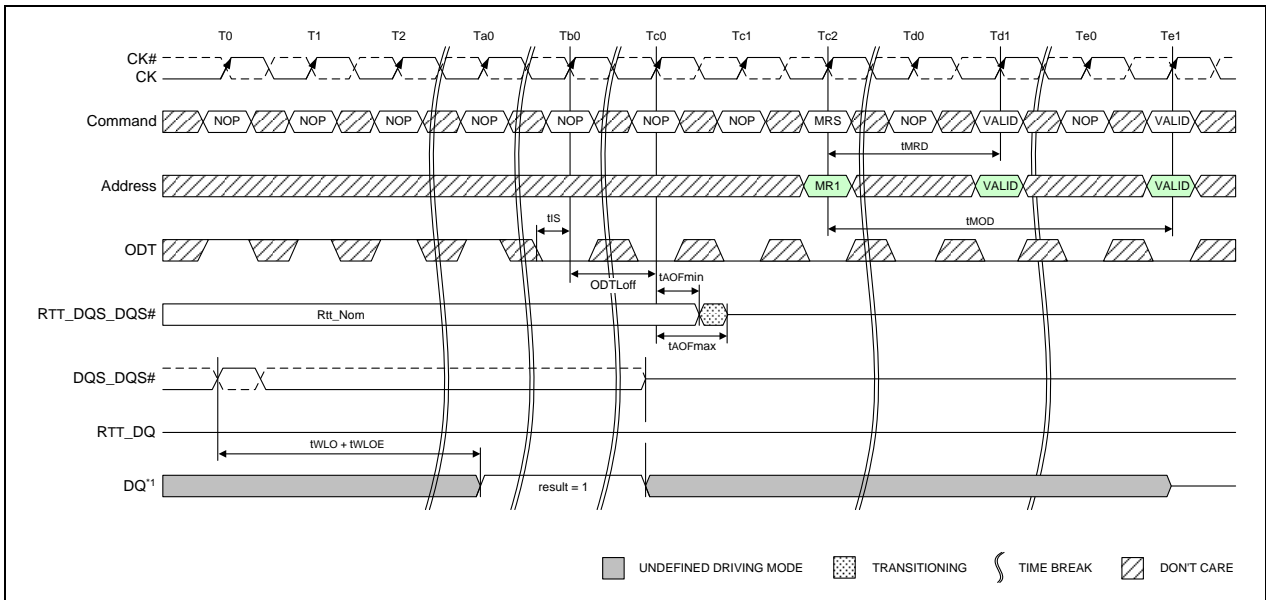 T0 T1 T2 Ta0 Tb0 Tc0 Tc1 Tc2 Td0 Td1 Te0 Te1
CK#
CK
Command NOP NOP NOP NOP NOP NOP NOP MRS NOP VALID NOP VALID
tMRD
Address MR1 VALID VALID
tIS tMOD
ODT
ODTLoff tAOFmin
RTT_DQS_DQS# Rtt_Nom
tAOFmax
DQS_DQS#
RTT_DQ
tWLO + tWLOE
DQ*1 result = 1
UNDEFINED DRIVING MODE TRANSITIONING TIME BREAK DON'T CARE